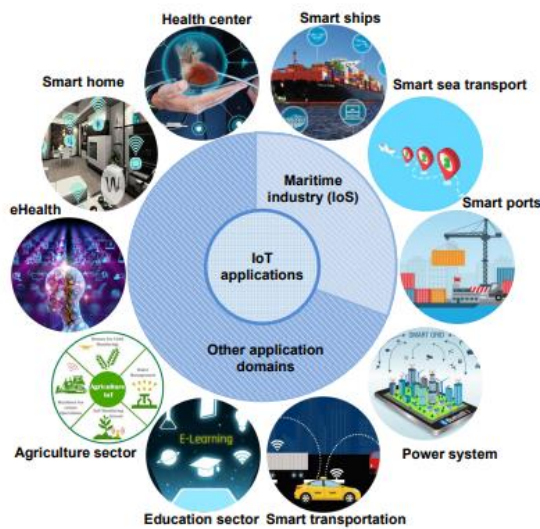 Health center
Smart ships
Smart home
Smart sea transport
Maritime
industry (IoS)
eHealth
Smart ports
IoT
applications
Other application
domains
SMART GRID
Agriculture
IoT
E-Learning
Agriculture sector
Power system
Education sector
Smart transportation